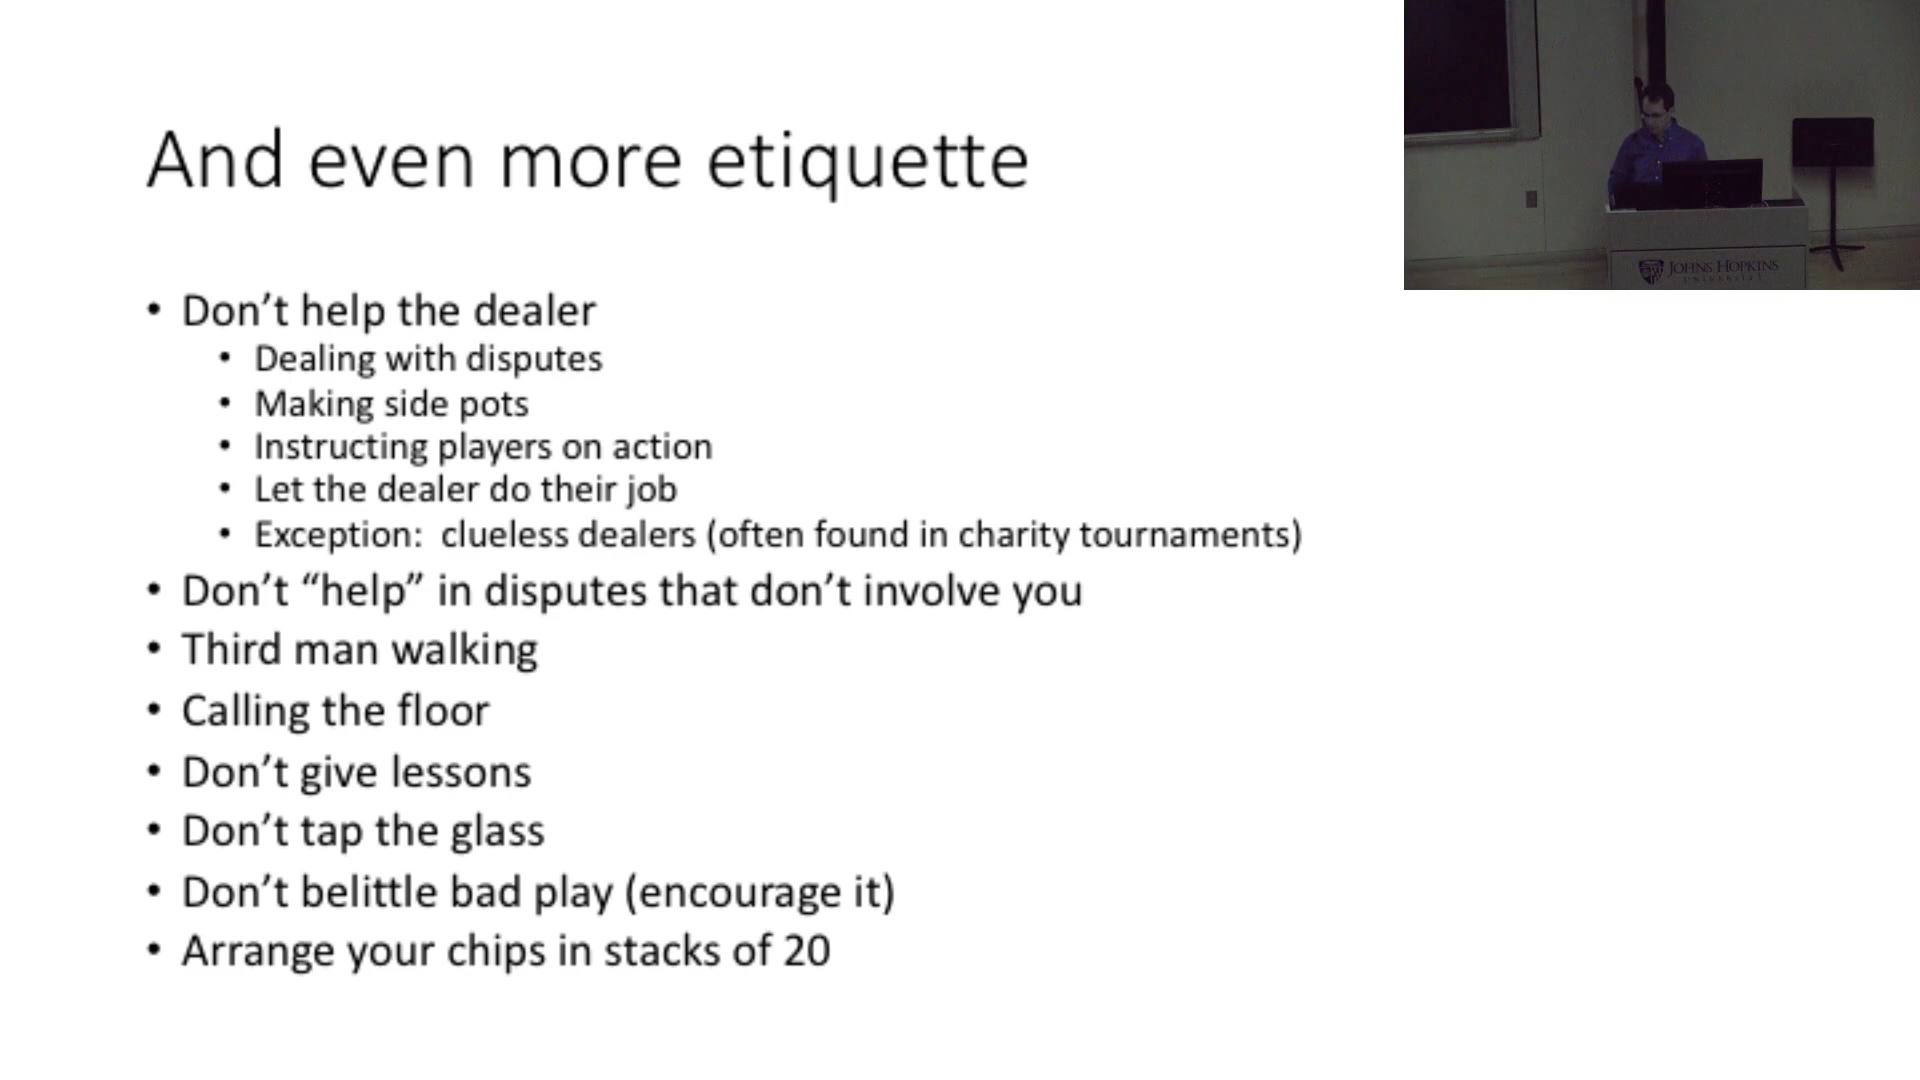 And even more etiquette
• Don’t help the dealer
• Dealing with disputes
• Making side pots
• Instructing players on action
• Let the dealer do their job
• Exception:  clueless dealers (often found in charity tournaments)
• Don’t “help” in disputes that don’t involve you
• Third man walking
• Calling the floor
• Don’t give lessons
• Don’t tap the glass
• Don’t belittle bad play (encourage it)
• Arrange your chips in stacks of 20
JOHNS HOPKINS
UNIVERSITY